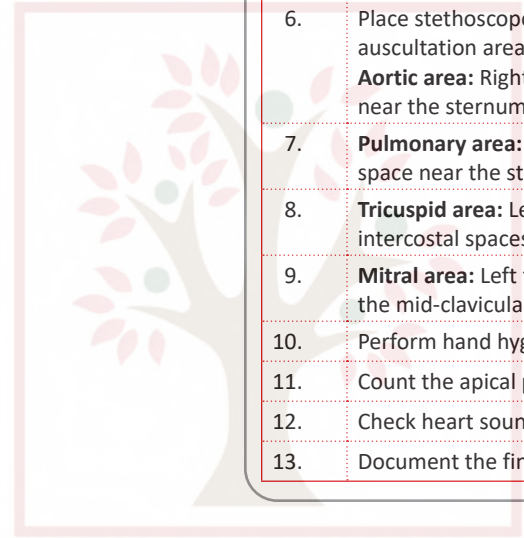 6. Place stethoscope
auscultation area
Aortic area: Right
near the sternum
7. Pulmonary area:
space near the st
8. Tricuspid area: Le
intercostal spaces
9. Mitral area: Left
the mid-clavicula
10. Perform hand hyg
11. Count the apical
12. Check heart soun
13. Document the fin